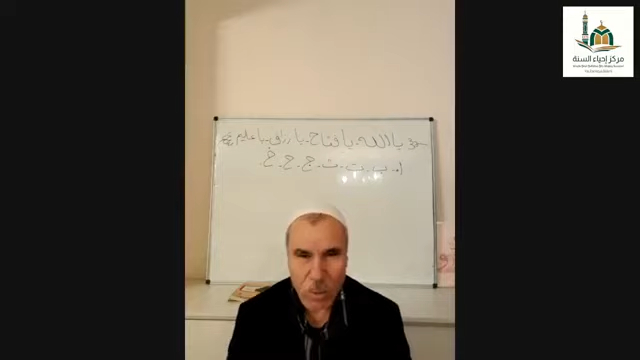 يا الله . يا فتاح . يا رزاق . يا عليم
ا . ب . ت . ث . ج . ح . خ .
مركز إحياء السنة